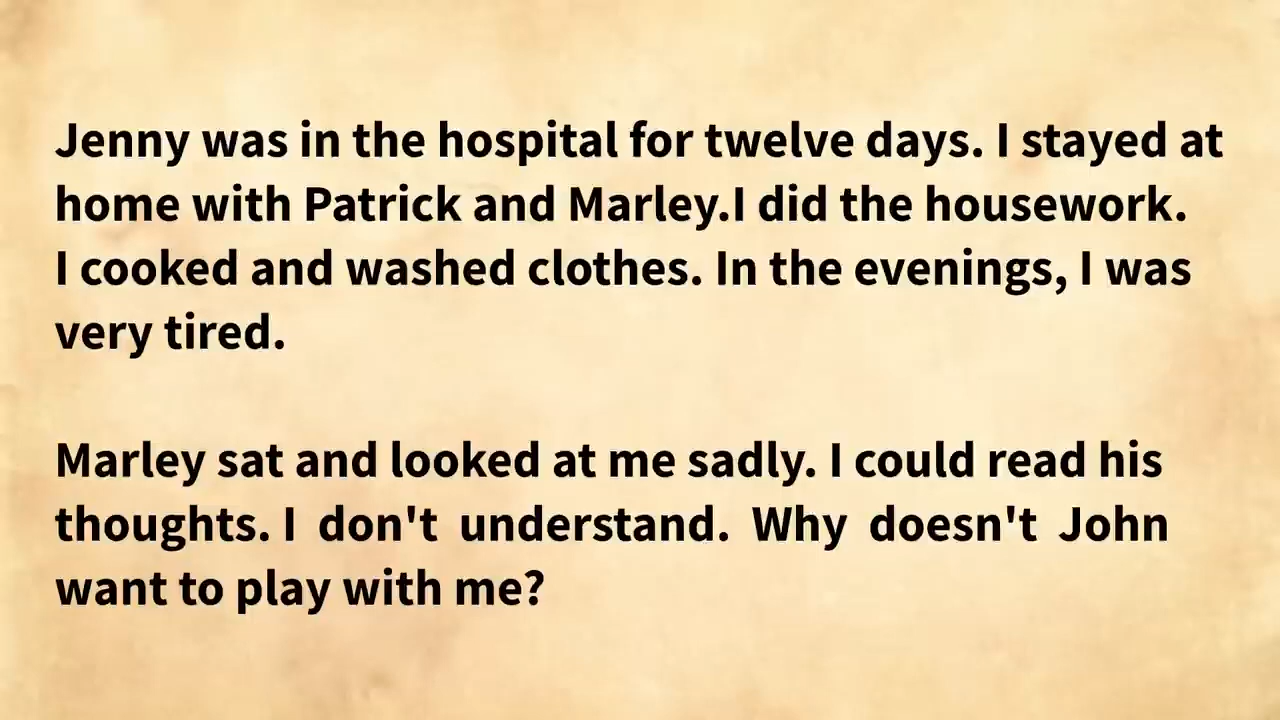 Jenny was in the hospital for twelve days. I stayed at
home with Patrick and Marley.I did the housework.
I cooked and washed clothes. In the evenings, I was
very tired.
Marley sat and looked at me sadly. I could read his
thoughts. I don't understand. Why doesn't John
want to play with me?